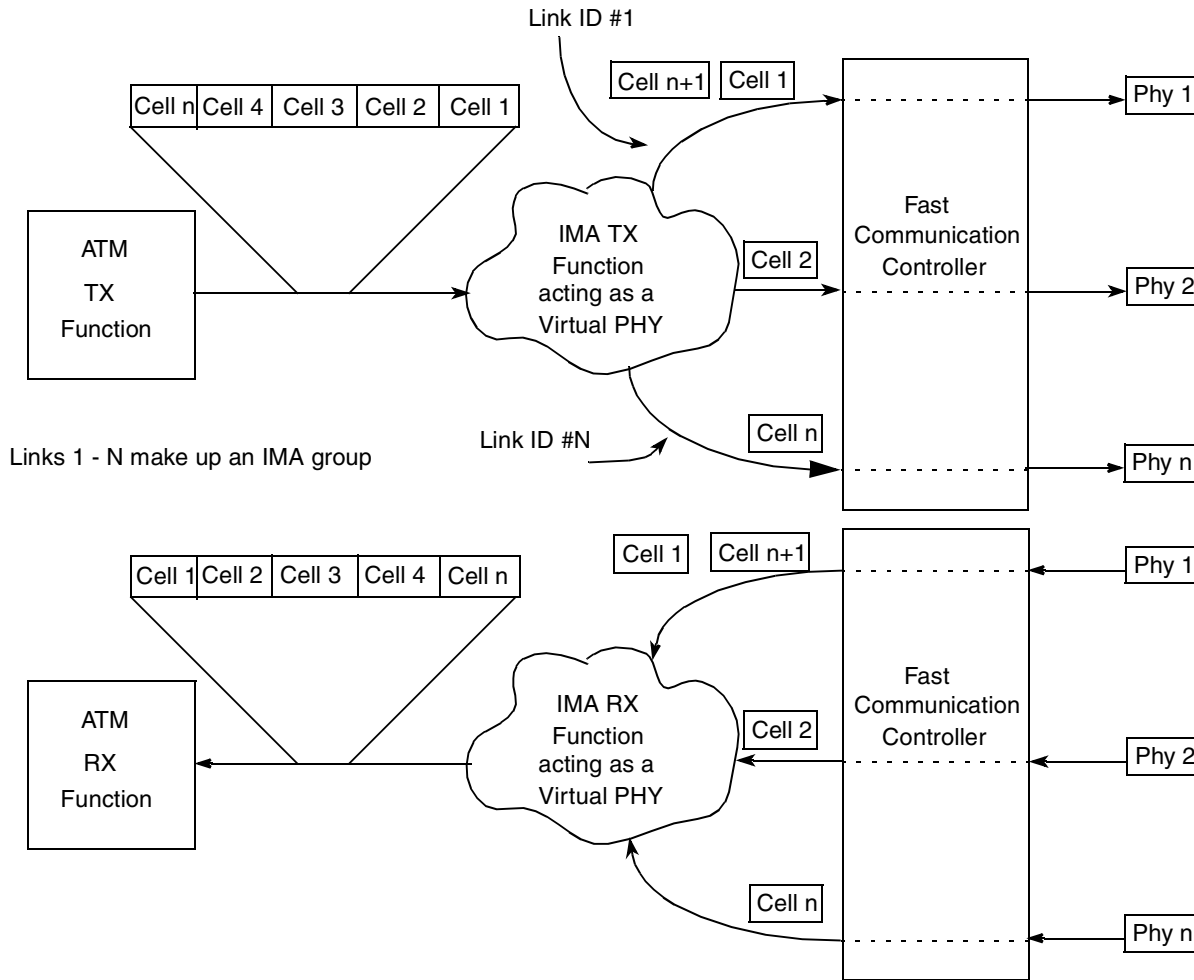 Link ID #1
Cell n+1
Cell 1
Phy 1
Cell n
Cell 4
Cell 3
Cell 2
Cell 1
ATM
TX
Function
IMA TX
Function
acting as a
Virtual PHY
Cell 2
Fast
Communication
Controller
Phy 2
Link ID #N
Cell n
Phy n
Links 1 - N make up an IMA group
Cell 1
Cell 2
Cell 3
Cell 4
Cell n
Cell 1
Cell n+1
Phy 1
ATM
RX
Function
IMA RX
Function
acting as a
Virtual PHY
Cell 2
Fast
Communication
Controller
Phy 2
Cell n
Phy n